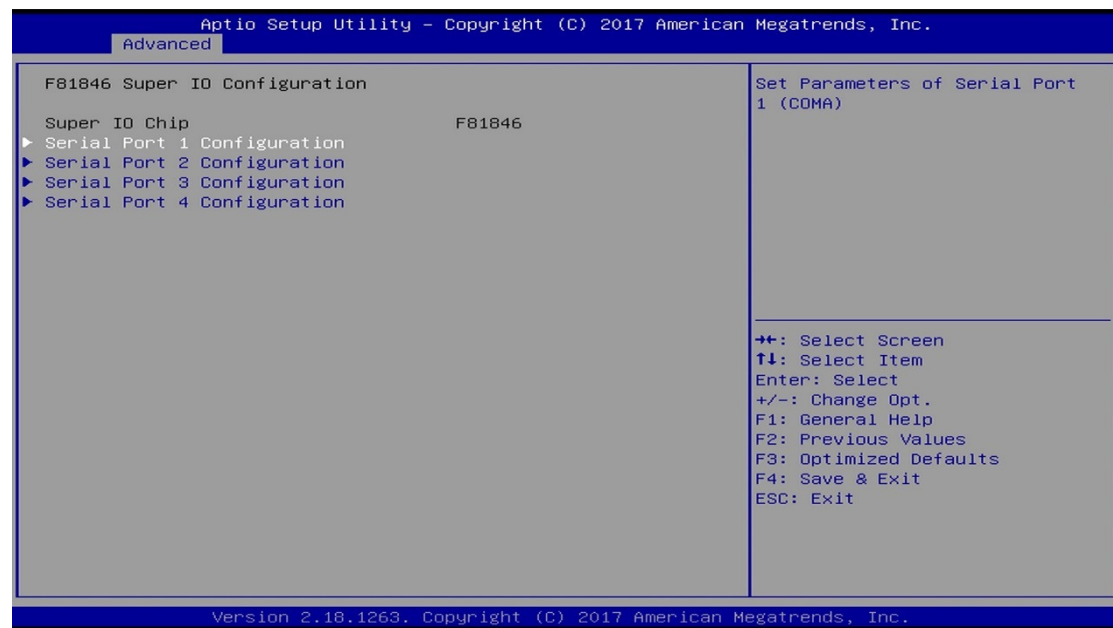 Aptio Setup Utility – Copyright (C) 2017 American Megatrends, Inc.
Advanced
F81846 Super IO Configuration
Super IO Chip F81846
▶ Serial Port 1 Configuration
▶ Serial Port 2 Configuration
▶ Serial Port 3 Configuration
▶ Serial Port 4 Configuration
Set Parameters of Serial Port
1 (COMA)
→←: Select Screen
↑↓: Select Item
Enter: Select
+/-: Change Opt.
F1: General Help
F2: Previous Values
F3: Optimized Defaults
F4: Save & Exit
ESC: Exit
Version 2.18.1263. Copyright (C) 2017 American Megatrends, Inc.